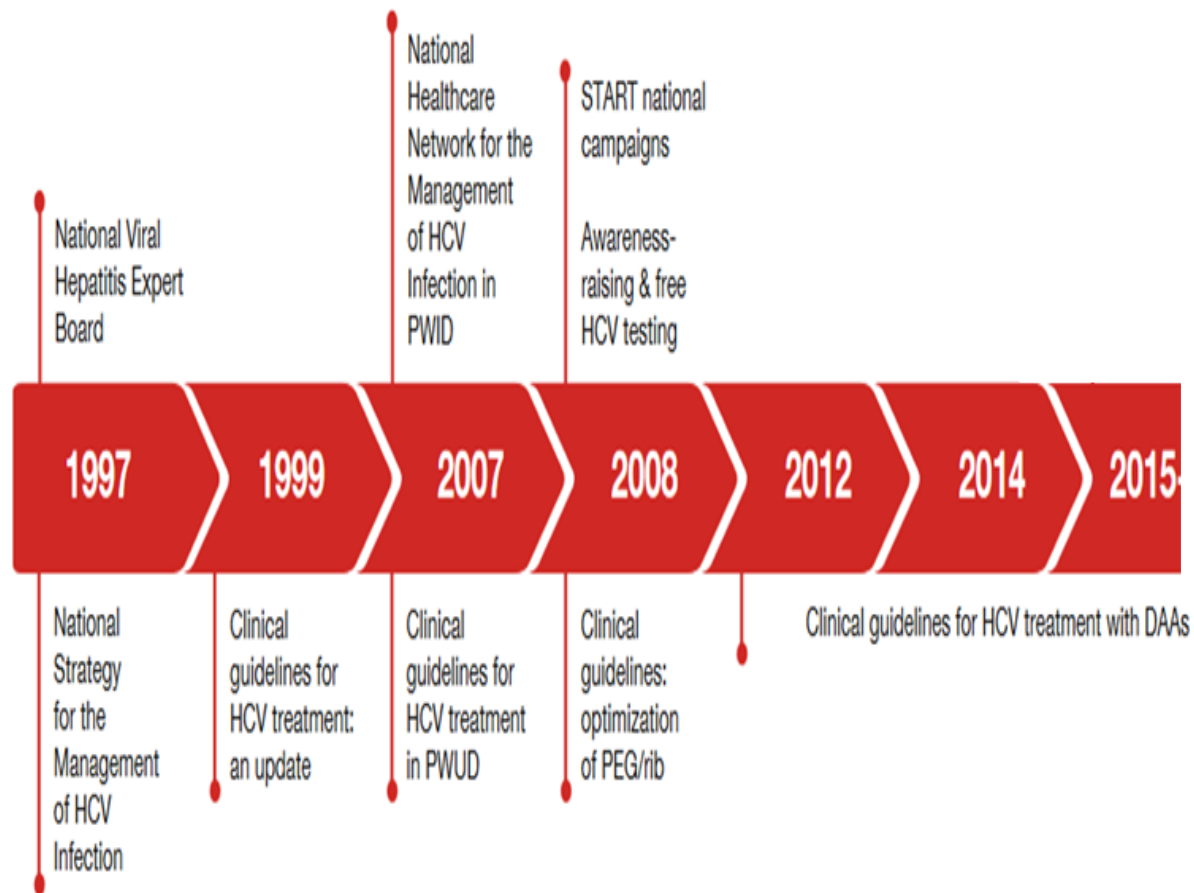 National Viral
Hepatitis Expert
Board
National
Healthcare
Network for the
Management
of HCV
Infection in
PWID
START national
campaigns
Awareness-
raising & free
HCV testing
1997
1999
2007
2008
2012
2014
2015-
National
Strategy
for the
Management
of HCV
Infection
Clinical
guidelines for
HCV treatment:
an update
Clinical
guidelines for
HCV treatment
in PWUD
Clinical
guidelines:
optimization
of PEG/rib
Clinical guidelines for HCV treatment with DAAs